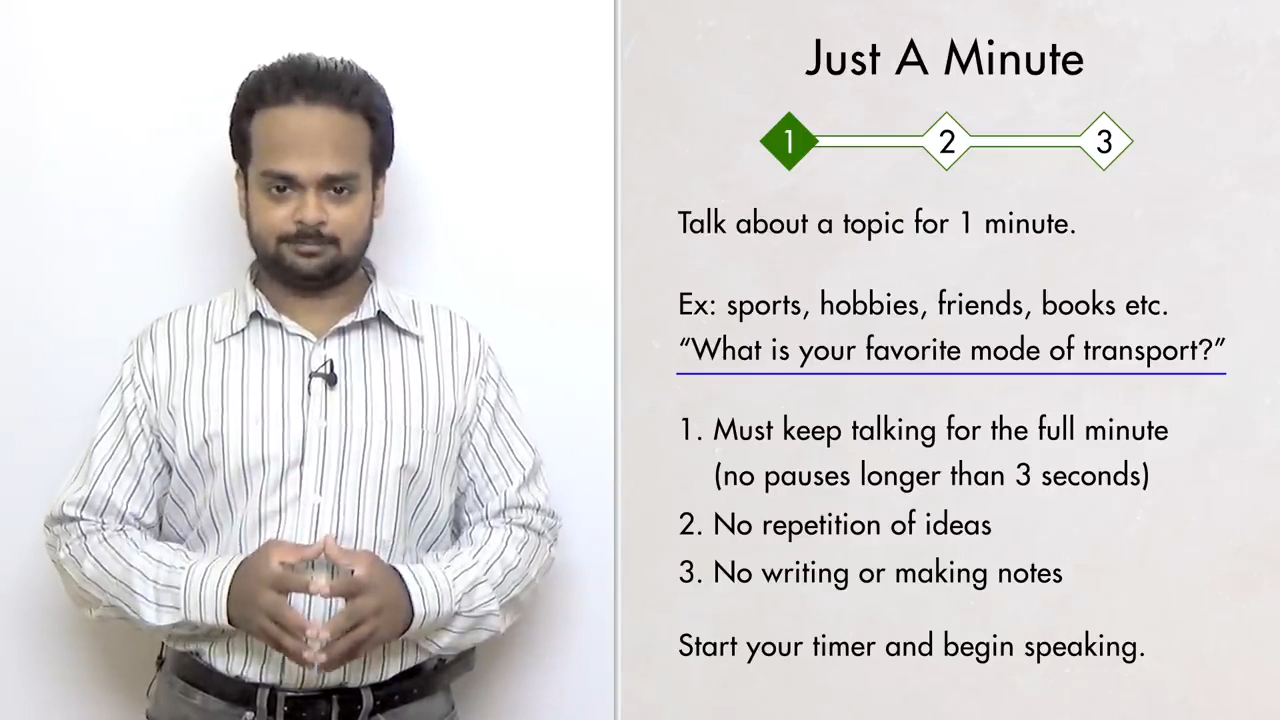 Just A Minute
1 2 3
Talk about a topic for 1 minute.
Ex: sports, hobbies, friends, books etc.
“What is your favorite mode of transport?”
1. Must keep talking for the full minute
(no pauses longer than 3 seconds)
2. No repetition of ideas
3. No writing or making notes
Start your timer and begin speaking.